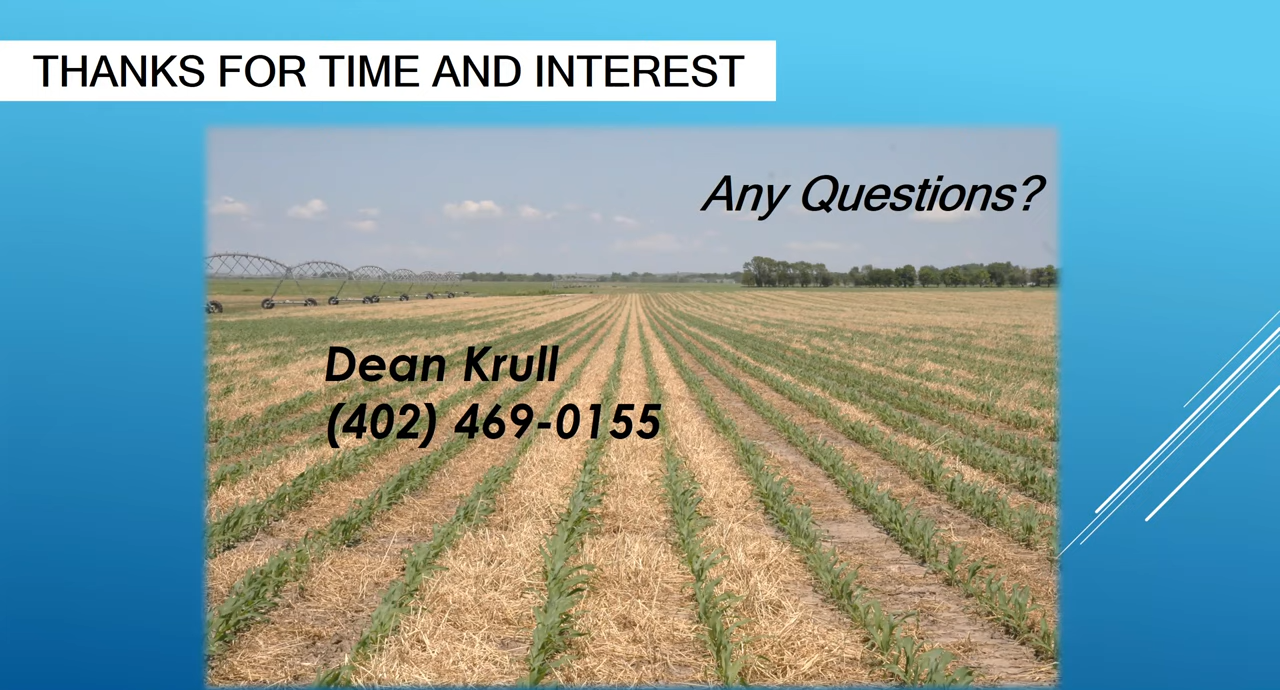 THANKS FOR TIME AND INTEREST
Any Questions?
Dean Krull
(402) 469-0155